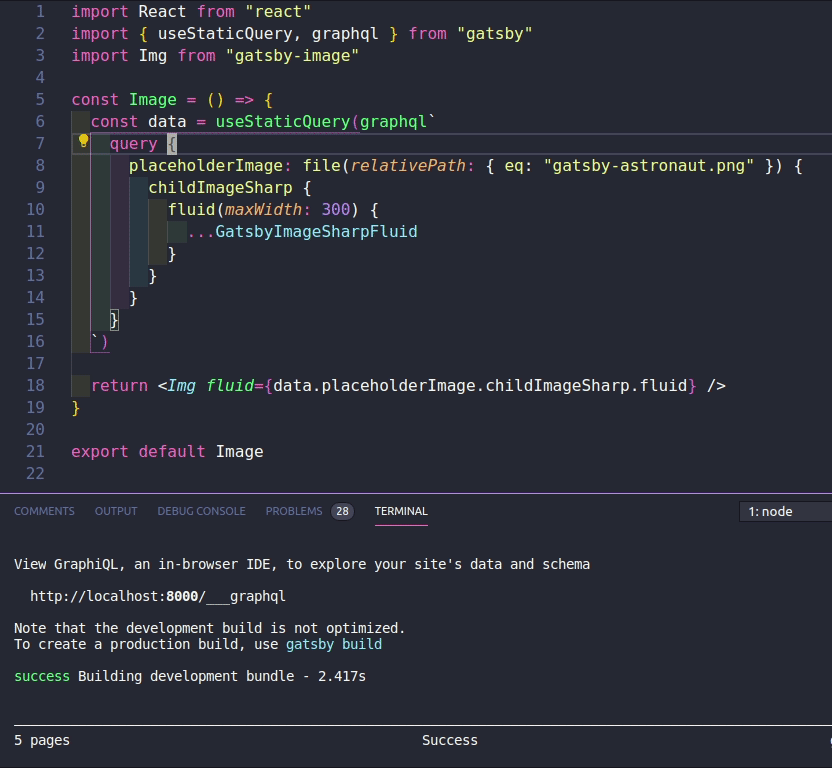 1 import React from "react"
2 import { useStaticQuery, graphql } from "gatsby"
3 import Img from "gatsby-image"
4
5 const Image = () => {
6 const data = useStaticQuery(graphql`
7 query {
8 placeholderImage: file(relativePath: { eq: "gatsby-astronaut.png" }) {
9 childImageSharp {
10 fluid(maxWidth: 300) {
11 ...GatsbyImageSharpFluid
12 }
13 }
14 }
15 }
16 `)
17
18 return <Img fluid={data.placeholderImage.childImageSharp.fluid} />
19 }
20
21 export default Image
22
COMMENTS OUTPUT DEBUG CONSOLE PROBLEMS 28 TERMINAL 1: node
View GraphiQL, an in-browser IDE, to explore your site's data and schema
http://localhost:8000/___graphql
Note that the development build is not optimized.
To create a production build, use gatsby build
success Building development bundle - 2.417s
5 pages Success